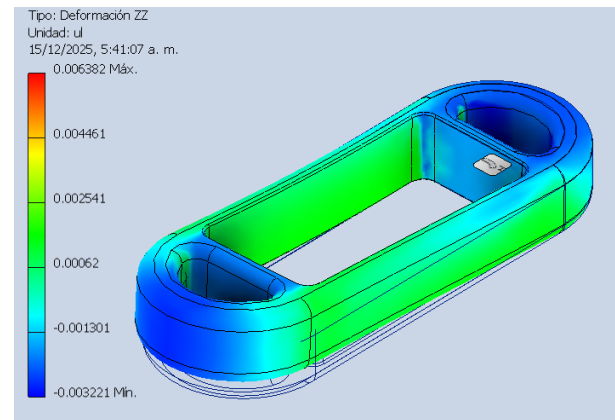 Tipo: Deformación ZZ
Unidad: ul
15/12/2025, 5:41:07 a. m.
0.006382 Máx.
0.004461
0.002541
0.00062
-0.001301
-0.003221 Mín.